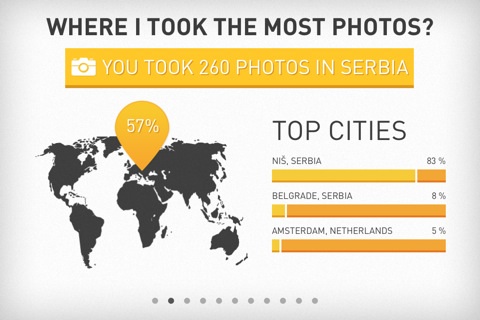 WHERE I TOOK THE MOST PHOTOS?
YOU TOOK 260 PHOTOS IN SERBIA
57%
TOP CITIES
NIŠ, SERBIA 83 %
BELGRADE, SERBIA 8 %
AMSTERDAM, NETHERLANDS 5 %